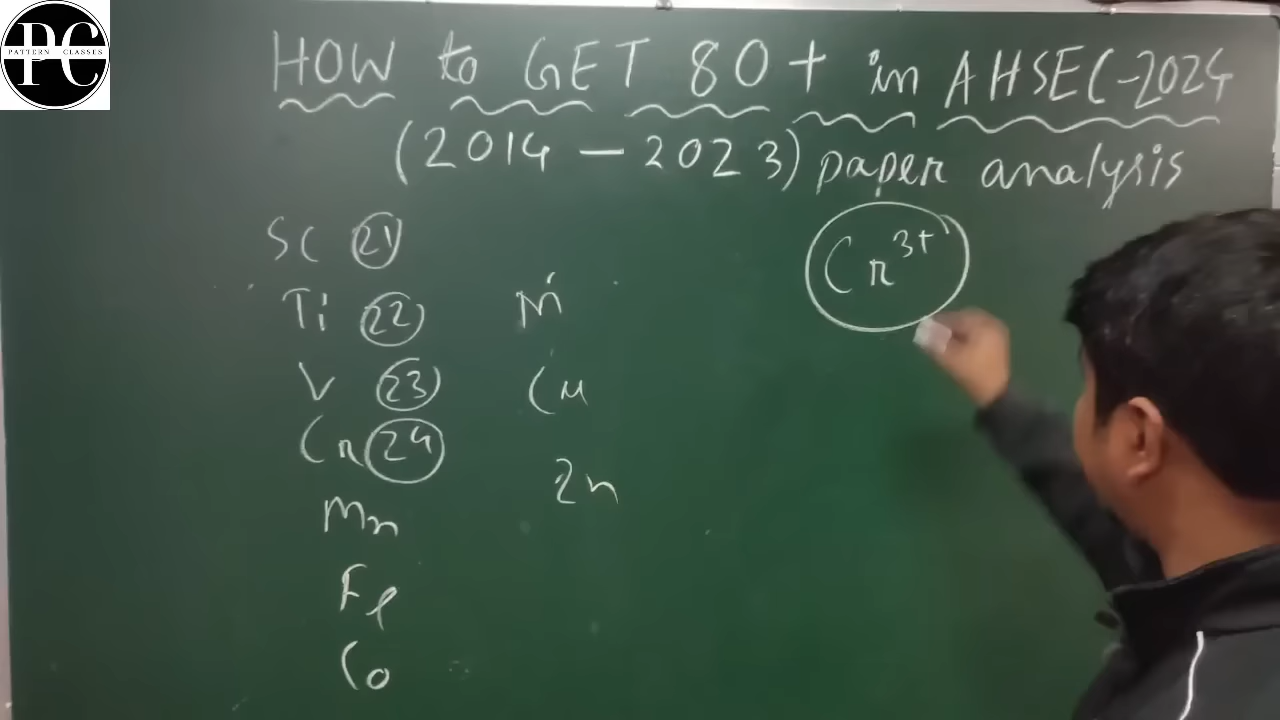 PC
PATTERN CLASSES
HOW to GET 80+ in AHSEC-2024
(2014 — 2023) paper analysis
Sc 21
Ti 22
V 23
Cr 24
Mn
Fe
Co
Ni
Cu
Zn
Cr³⁺